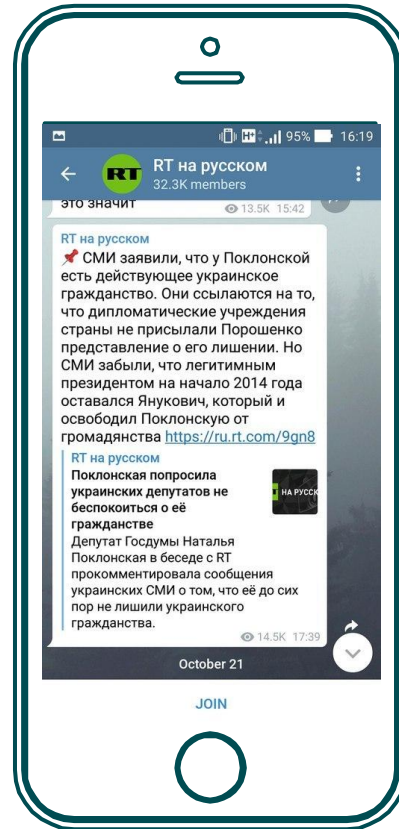 H+ 95% 16:19
RT
RT на русском
32.3K members
это значит
13.5K 15:42
RT на русском
📌 СМИ заявили, что у Поклонской
есть действующее украинское
гражданство. Они ссылаются на то,
что дипломатические учреждения
страны не присылали Порошенко
представление о его лишении. Но
СМИ забыли, что легитимным
президентом на начало 2014 года
оставался Янукович, который и
освободил Поклонскую от
громадянства https://ru.rt.com/9gn8
RT на русском
Поклонская попросила
украинских депутатов не
беспокоиться о её
гражданстве
НА РУССК
Депутат Госдумы Наталья
Поклонская в беседе с RT
прокомментировала сообщения
украинских СМИ о том, что её до сих
пор не лишили украинского
гражданства.
14.5K 17:39
October 21
JOIN